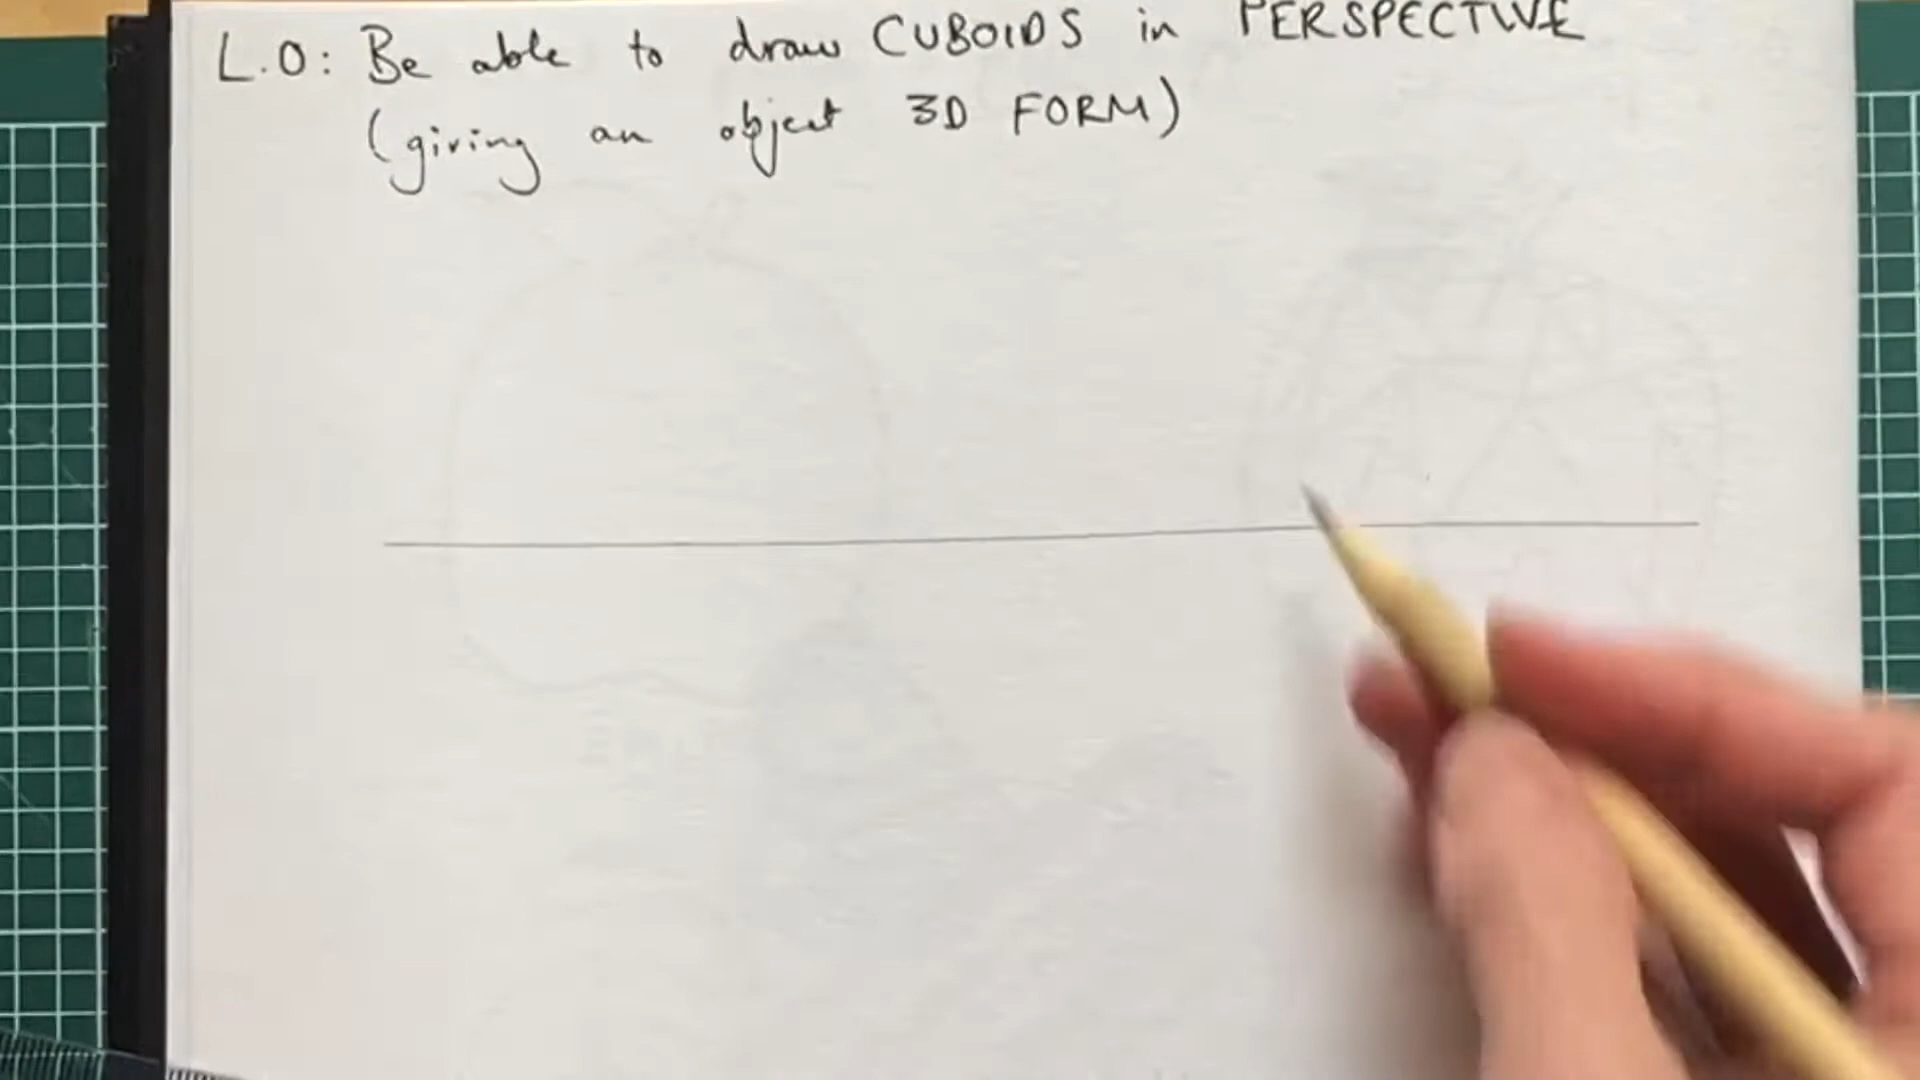 L.O: Be able to draw CUBOIDS in PERSPECTIVE
(giving an object 3D FORM)